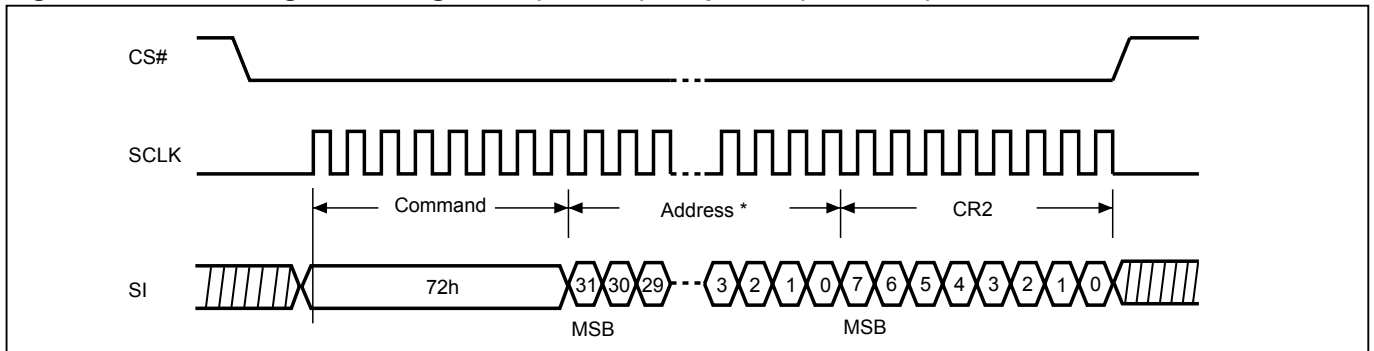 CS#
SCLK
Command Address * CR2
SI 72h 31 30 29 3 2 1 0 7 6 5 4 3 2 1 0
MSB MSB